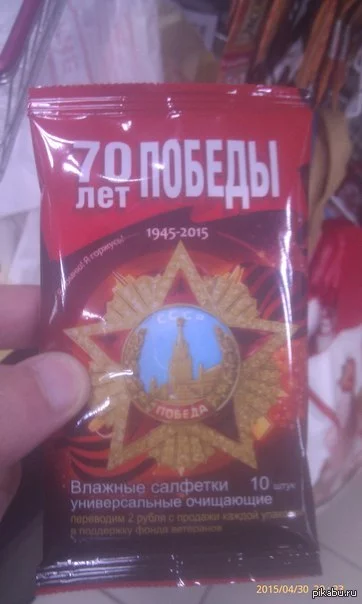 70 ПОБЕДЫ
лет
1945-2015
Я горжусь!
СССР
ПОБЕДА
Влажные салфетки 10 штук
универсальные очищающие
переводим 2 рубля с продажи каждой упаковки
в поддержку фонда ветеранов
2015/04/30
pikabu.ru